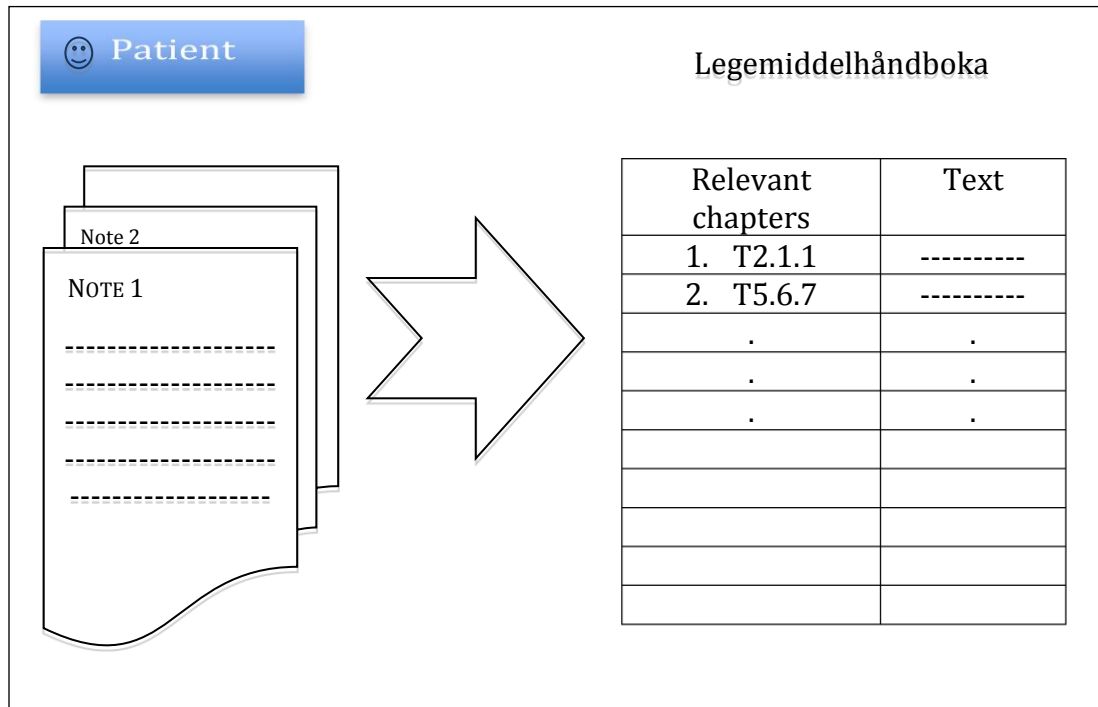 Patient
Legemiddelhåndboka
Note 2
NOTE 1
---------------------
---------------------
---------------------
---------------------
-------------------
Relevant chapters
Text
1. T2.1.1
----------
2. T5.6.7
----------
. .
. .
. .